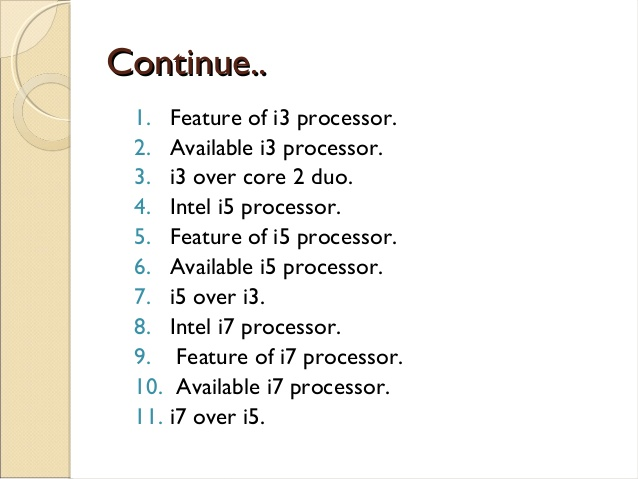 Continue..
1. Feature of i3 processor.
2. Available i3 processor.
3. i3 over core 2 duo.
4. Intel i5 processor.
5. Feature of i5 processor.
6. Available i5 processor.
7. i5 over i3.
8. Intel i7 processor.
9. Feature of i7 processor.
10. Available i7 processor.
11. i7 over i5.